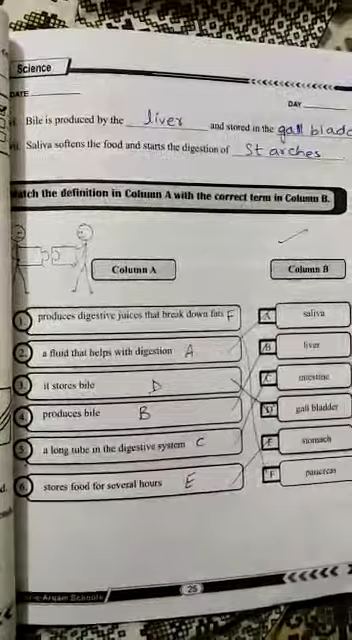 Science
DATE
DAY
Bile is produced by the liver and stored in the gall bladd
Saliva softens the food and starts the digestion of Starches
atch the definition in Column A with the correct term in Column B.
Column A
Column B
1. produces digestive juices that break down fats F
A saliva
2. a fluid that helps with digestion A
B liver
3. it stores bile D
C intestine
4. produces bile B
D gall bladder
5. a long tube in the digestive system C
E stomach
6. stores food for several hours E
F pancreas
Schools
25